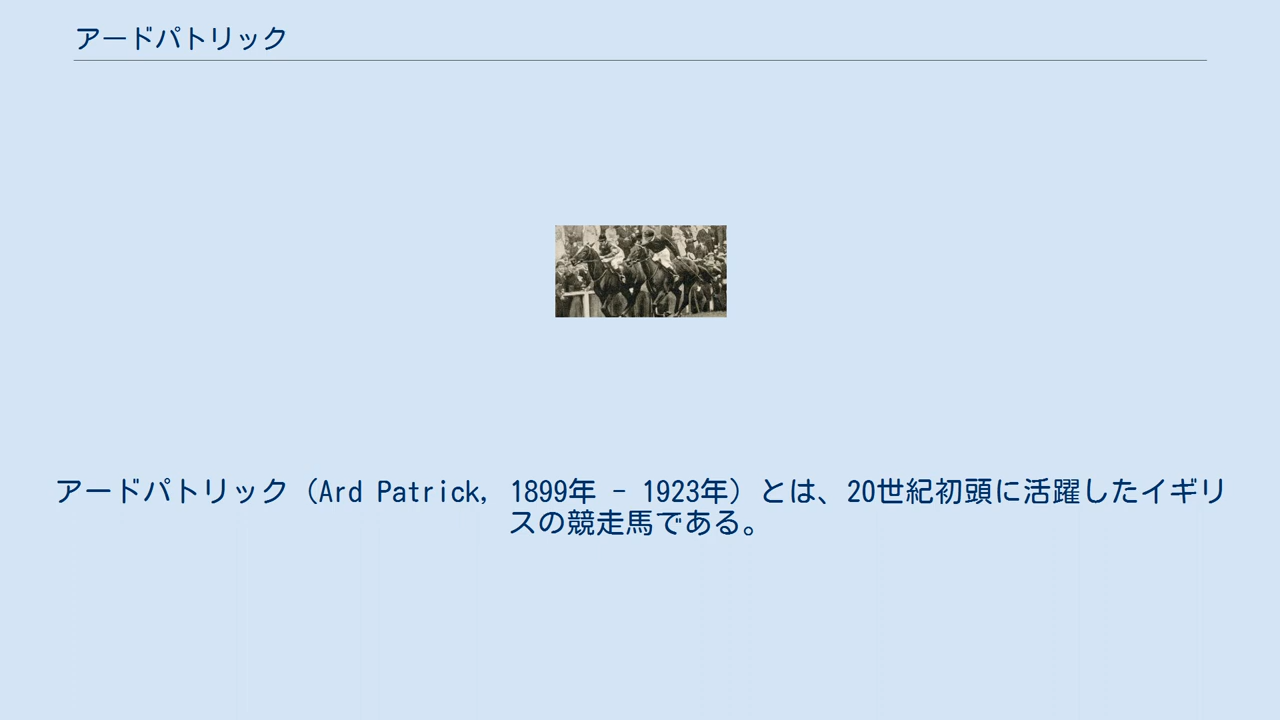 アードパトリック
アードパトリック（Ard Patrick, 1899年 - 1923年）とは、20世紀初頭に活躍したイギリ
スの競走馬である。